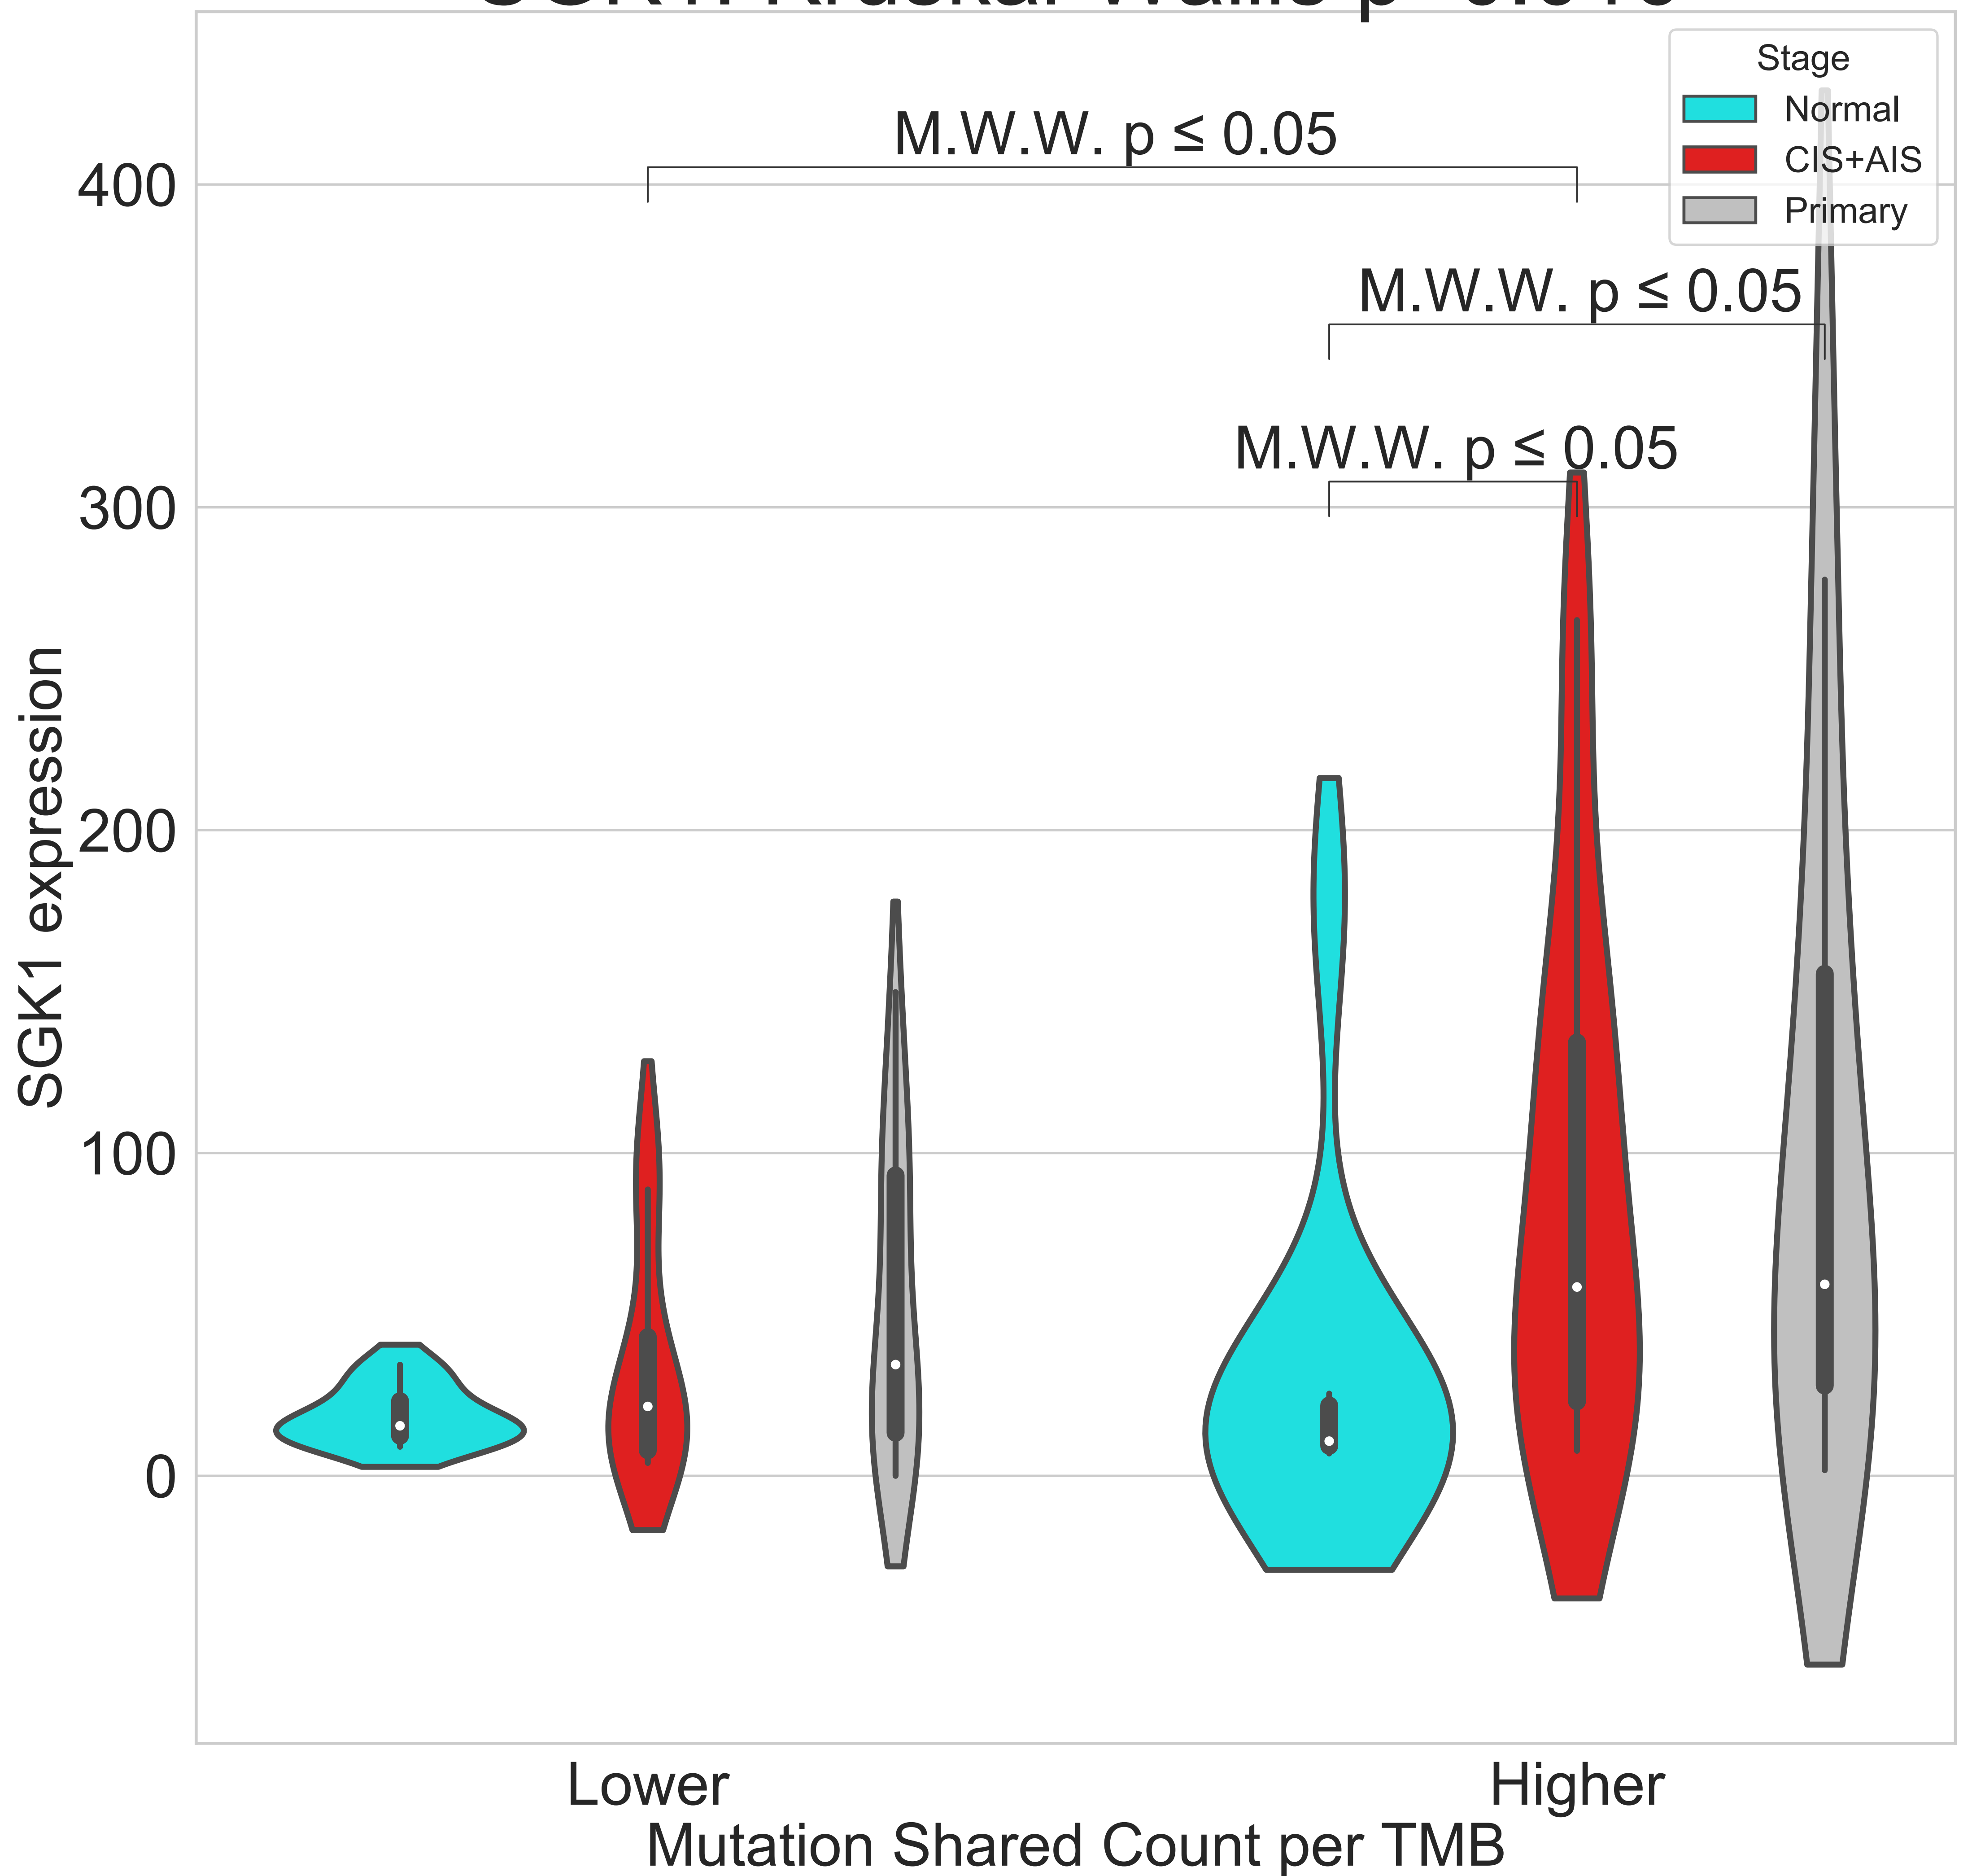 Stage
Normal
CIS+AIS
Primary
M.W.W. p ≤ 0.05
M.W.W. p ≤ 0.05
M.W.W. p ≤ 0.05
400
300
200
100
0
SGK1 expression
Lower
Higher
Mutation Shared Count per TMB